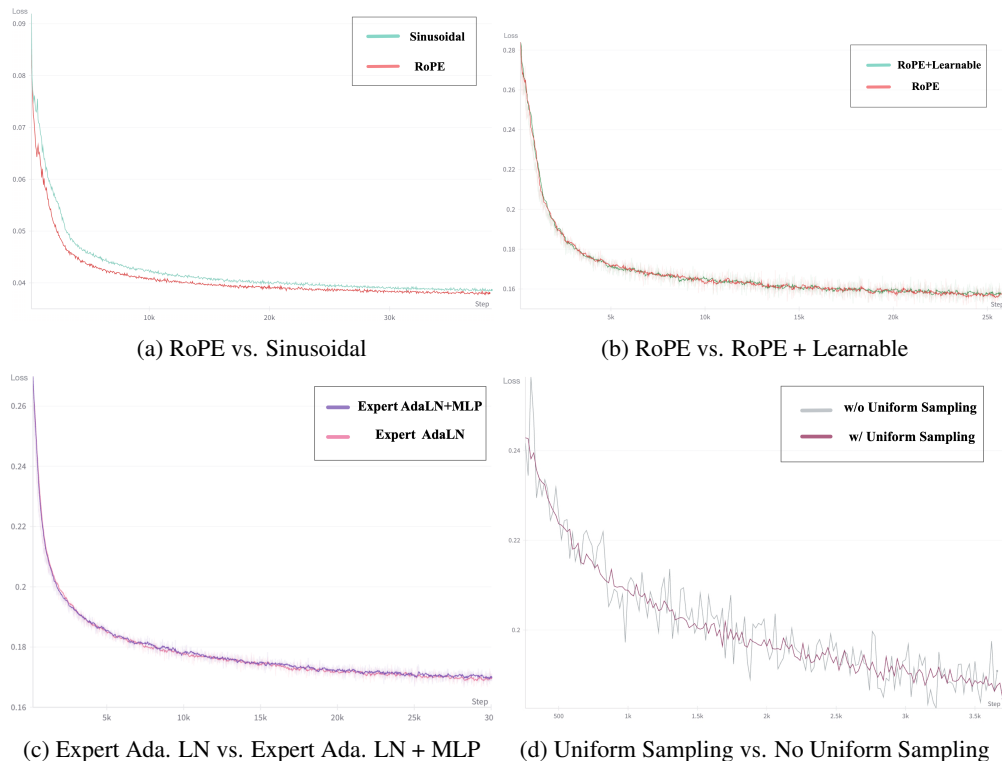 Loss
0.09
0.08
0.07
0.06
0.05
0.04
10k
20k
30k
Step
Sinusoidal
RoPE
(a) RoPE vs. Sinusoidal
Loss
0.28
0.26
0.24
0.22
0.2
0.18
0.16
5k
10k
15k
20k
25k
Step
RoPE+Learnable
RoPE
(b) RoPE vs. RoPE + Learnable
Loss
0.26
0.24
0.22
0.2
0.18
0.16
5k
10k
15k
20k
25k
30
Step
Expert AdaLN+MLP
Expert AdaLN
(c) Expert Ada. LN vs. Expert Ada. LN + MLP
Loss
0.24
0.22
0.2
500
1k
1.5k
2k
2.5k
3k
3.5k
Step
w/o Uniform Sampling
w/ Uniform Sampling
(d) Uniform Sampling vs. No Uniform Sampling